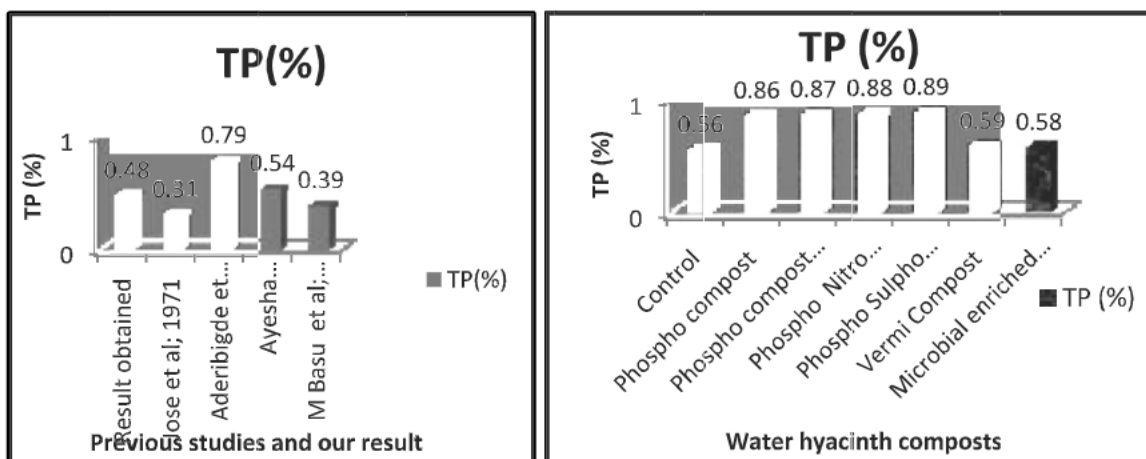 TP(%)
0.48
0.31
0.79
0.54
0.39
1
0
TP (%)
Result obtained
Jose et al; 1971
Aderibigde et...
Ayesha...
M Basu et al;...
TP(%)
Previous studies and our result
TP (%)
0.56
0.86
0.87
0.88
0.89
0.59
0.58
1
0
TP (%)
Control
Phospho compost
Phospho compost...
Phospho Nitro...
Phospho Sulpho...
Vermi Compost
Microbial enriched...
TP (%)
Water hyacinth composts